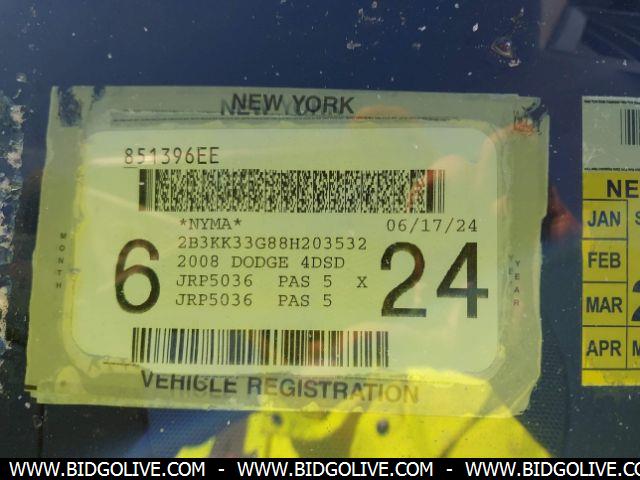 NEW YORK
851396EE
*NYMA* 06/17/24
2B3KK33G88H203532
2008 DODGE 4DSD
JRP5036 PAS 5 X
JRP5036 PAS 5
MONTH
6
24
YEAR
VEHICLE REGISTRATION
NE
JAN S
FEB
MAR 2
APR M
WWW.BIDGOLIVE.COM - WWW.BIDGOLIVE.COM - WWW.BIDGOLIVE.COM